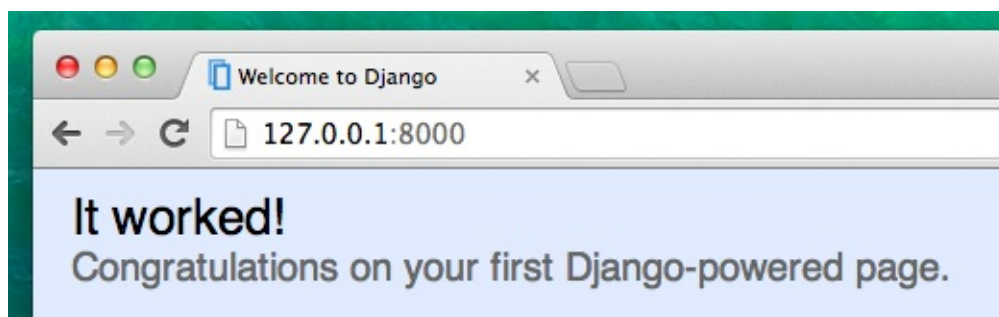 Welcome to Django
127.0.0.1:8000
It worked!
Congratulations on your first Django-powered page.